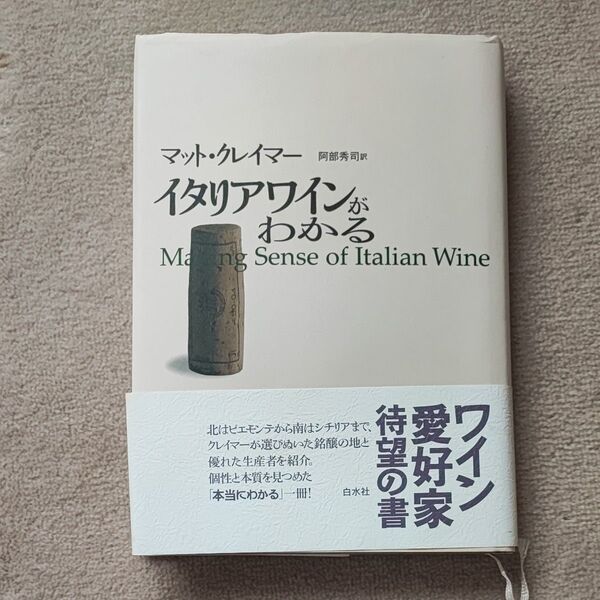 マット・クレイマー 阿部秀司訳
イタリアワインが
わかる
Making Sense of Italian Wine
ワイン
愛好家
待望の書
北はピエモンテから南はシチリアまで、
クレイマーが選びぬいた銘醸の地と
優れた生産者を紹介。
個性と本質を見つめた
「本当にわかる」一冊!
白水社